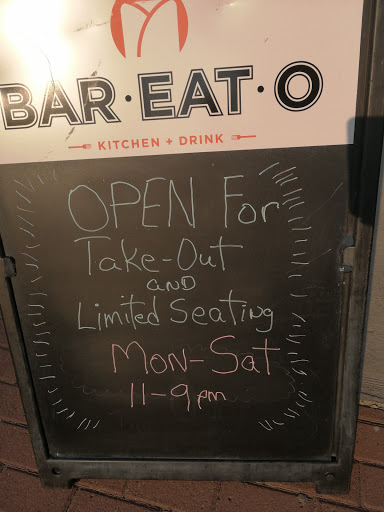 BAR·EAT·O
KITCHEN + DRINK
OPEN For
Take-Out
AND
Limited Seating
Mon-Sat
11-9pm